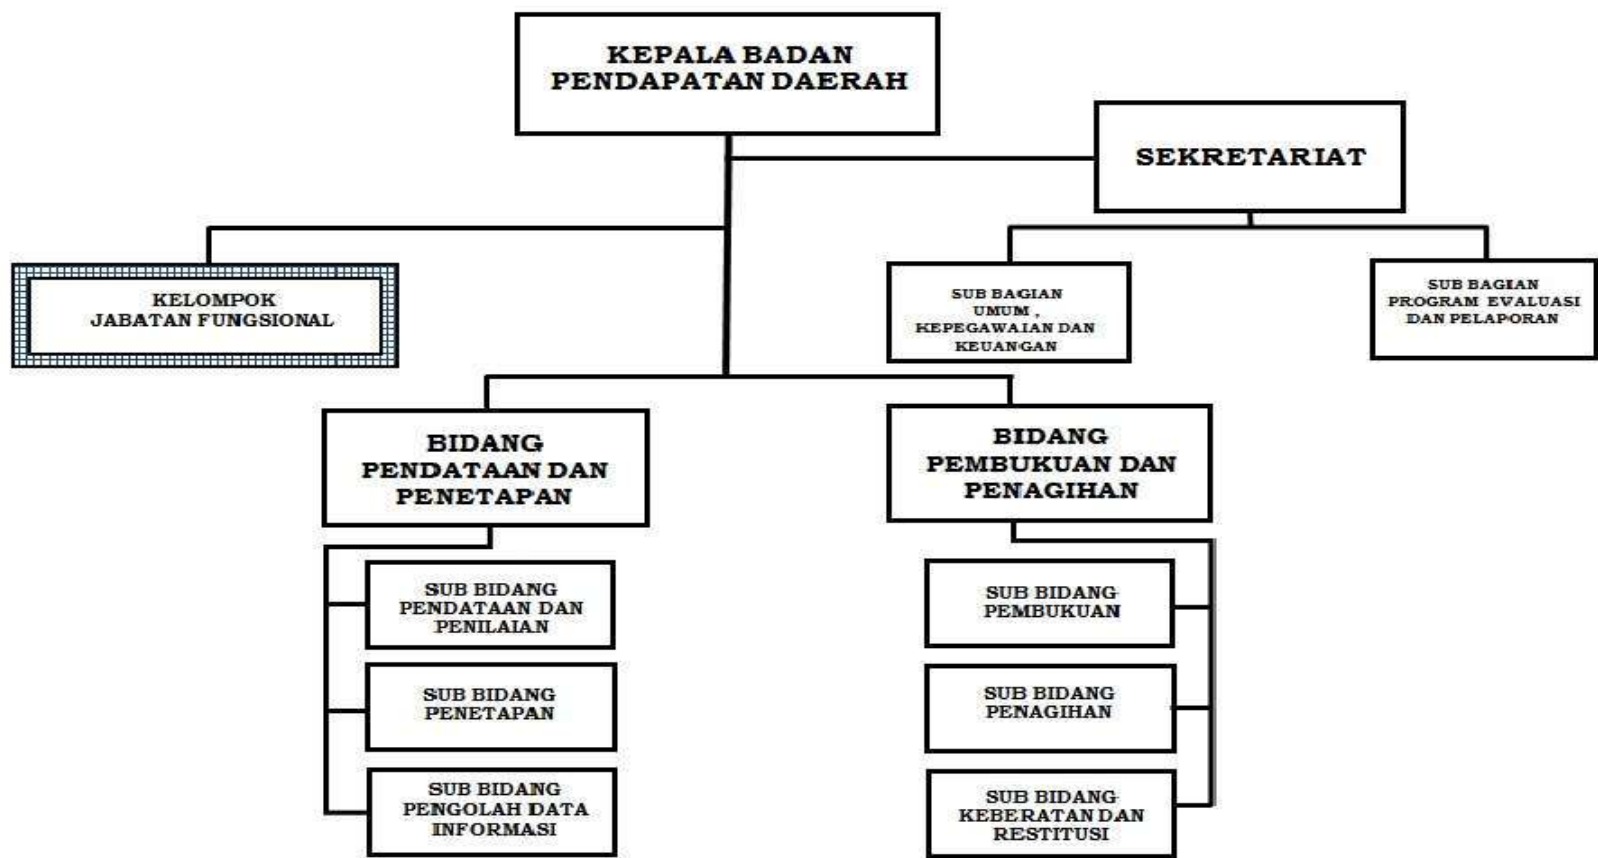 KEPALA BADAN
PENDAPATAN DAERAH
SEKRETARIAT
KELOMPOK
JABATAN FUNGSIONAL
SUB BAGIAN
UMUM ,
KEPEGAWAIAN DAN
KEUANGAN
SUB BAGIAN
PROGRAM EVALUASI
DAN PELAPORAN
BIDANG
PENDATAAN DAN
PENETAPAN
BIDANG
PEMBUKUAN DAN
PENAGIHAN
SUB BIDANG
PENDATAAN DAN
PENILAIAN
SUB BIDANG
PENETAPAN
SUB BIDANG
PENGOLAH DATA
INFORMASI
SUB BIDANG
PEMBUKUAN
SUB BIDANG
PENAGIHAN
SUB BIDANG
KEBERATAN DAN
RESTITUSI